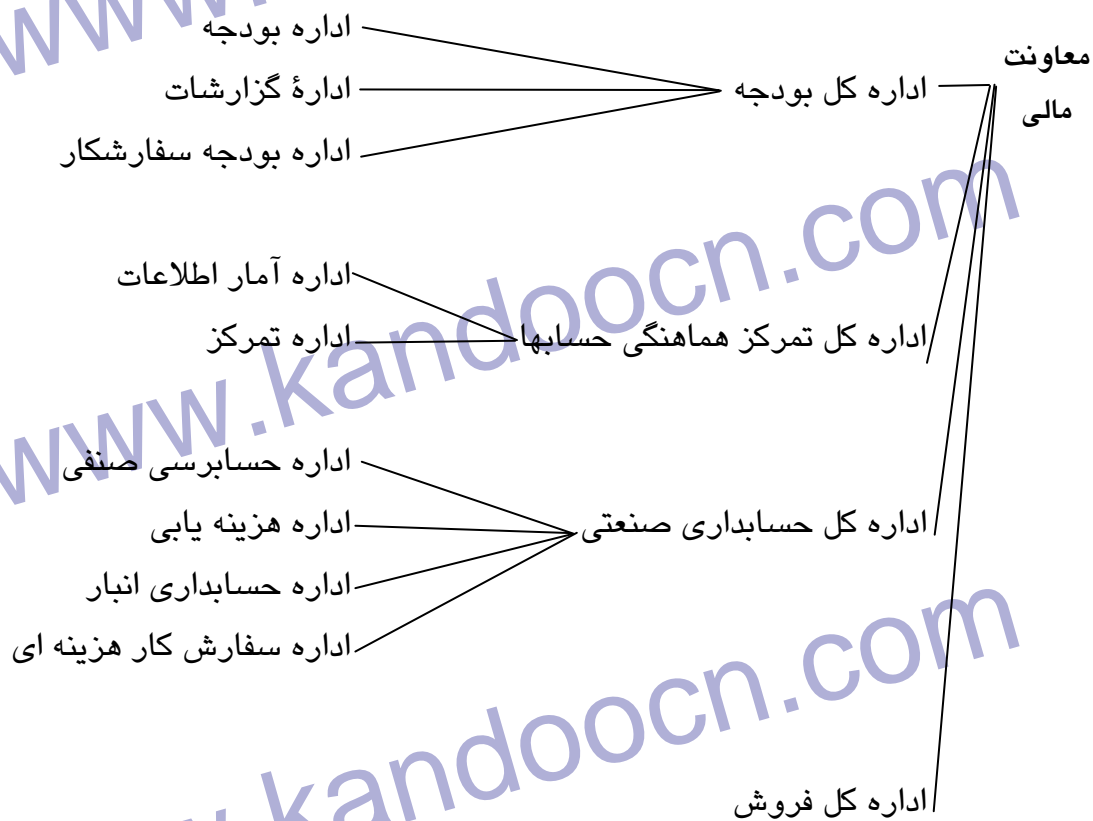 معاونت
مالی
اداره کل بودجه
اداره بودجه
ادارۀ گزارشات
اداره بودجه سفارشکار
اداره کل تمرکز هماهنگی حسابها
اداره آمار اطلاعات
اداره تمرکز
اداره کل حسابداری صنعتی
اداره حسابرسی صنفی
اداره هزینه یابی
اداره حسابداری انبار
اداره سفارش کار هزینه ای
اداره کل فروش
www.kandoocn.com
www.kandoocn.com